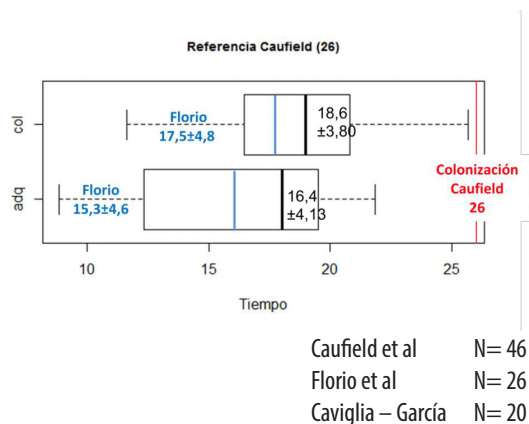 Referencia Caufield (26)
col
Florio
17,5±4,8
18,6
±3,80
adq
Florio
15,3±4,6
16,4
±4,13
Colonización
Caufield
26
10 15 20 25
Tiempo
Caufield et al N= 46
Florio et al N= 26
Caviglia – García N= 20